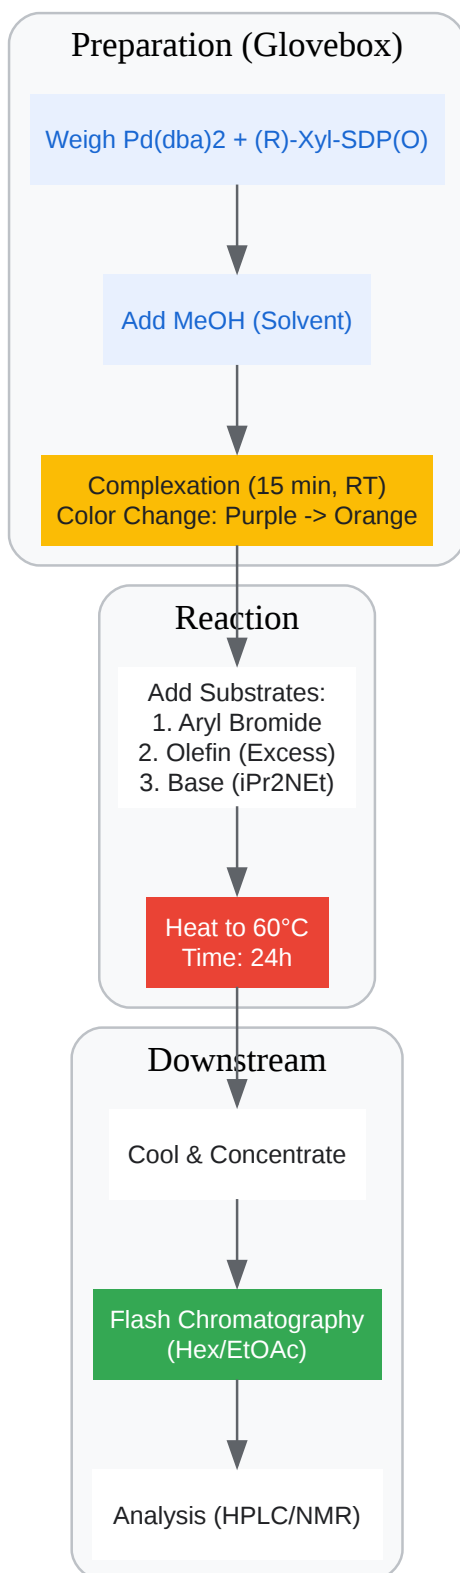 Preparation (Glovebox)
Weigh Pd(dba)2 + (R)-Xyl-SDP(O)
Add MeOH (Solvent)
Complexation (15 min, RT)
Color Change: Purple -> Orange
Reaction
Add Substrates:
1. Aryl Bromide
2. Olefin (Excess)
3. Base (iPr2NEt)
Heat to 60°C
Time: 24h
Downstream
Cool & Concentrate
Flash Chromatography
(Hex/EtOAc)
Analysis (HPLC/NMR)